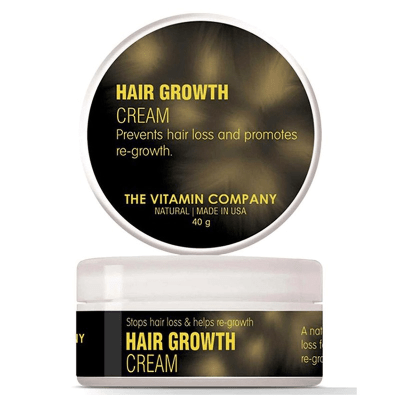 HAIR GROWTH
CREAM
Prevents hair loss and promotes
re-growth.
THE VITAMIN COMPANY
NATURAL | MADE IN USA
40 g
Stops hair loss & helps re-growth
HAIR GROWTH
CREAM
NY
A nat
loss f
re-gro